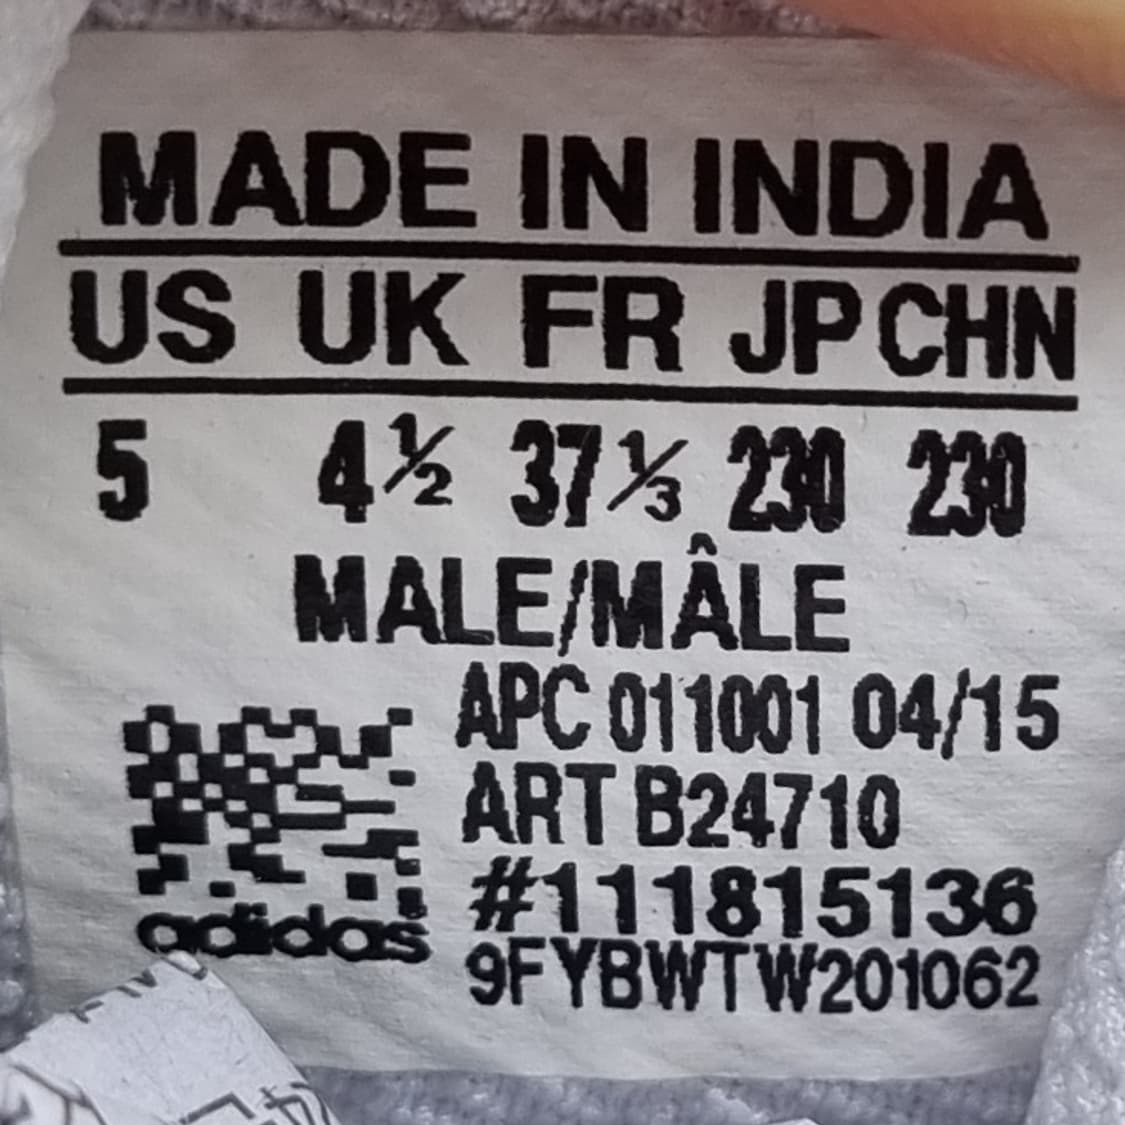 MADE IN INDIA
US UK FR JP CHN
5 4½ 37⅓ 230 230
MALE/MÂLE
APC 011001 04/15
ART B24710
#111815136
9FYBWTW201062
adidas